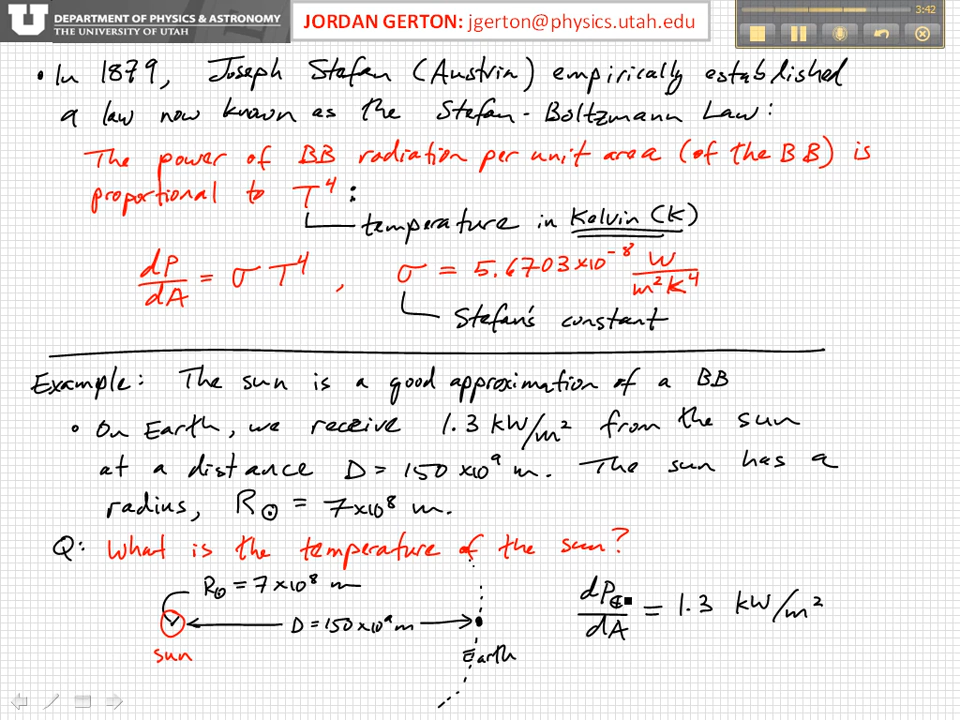 U DEPARTMENT OF PHYSICS & ASTRONOMY
THE UNIVERSITY OF UTAH
JORDAN GERTON: jgerton@physics.utah.edu
3:42
• In 1879, Joseph Stefan (Austria) empirically established
a law now known as the Stefan-Boltzmann Law:
The power of BB radiation per unit area (of the BB) is
proportional to T⁴:
temperature in Kelvin (K)
dP/dA = σ T⁴, σ = 5.6703×10⁻⁸ W/m²K⁴
Stefan's constant
Example: The sun is a good approximation of a BB
• On Earth, we receive 1.3 kW/m² from the sun
at a distance D = 150×10⁹ m. The sun has a
radius, R⊙ = 7×10⁸ m.
Q: What is the temperature of the sun?
R⊙ = 7×10⁸ m
D = 150×10⁹ m
sun
Earth
dP⊕/dA = 1.3 kW/m²